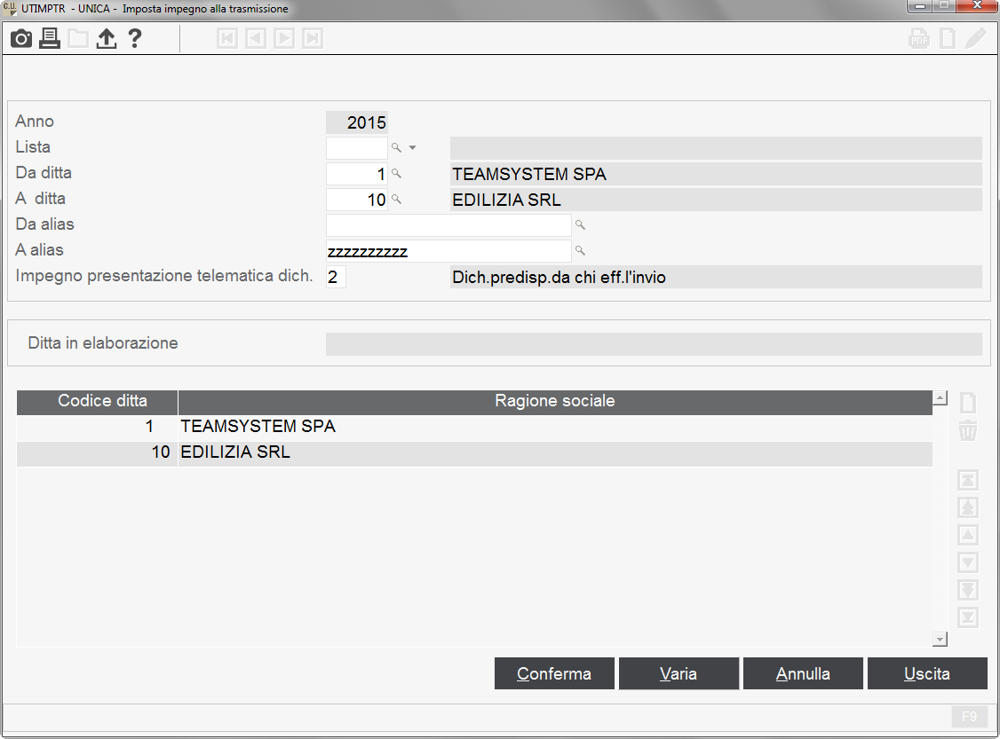 C.U. UTIMPTR - UNICA - Imposta impegno alla trasmissione
? PDF
Anno 2015
Lista
Da ditta 1 TEAMSYSTEM SPA
A ditta 10 EDILIZIA SRL
Da alias
A alias zzzzzzzzzz
Impegno presentazione telematica dich. 2 Dich.predisp.da chi eff.l'invio
Ditta in elaborazione
Codice ditta Ragione sociale
1 TEAMSYSTEM SPA
10 EDILIZIA SRL
Conferma Varia Annulla Uscita
F9